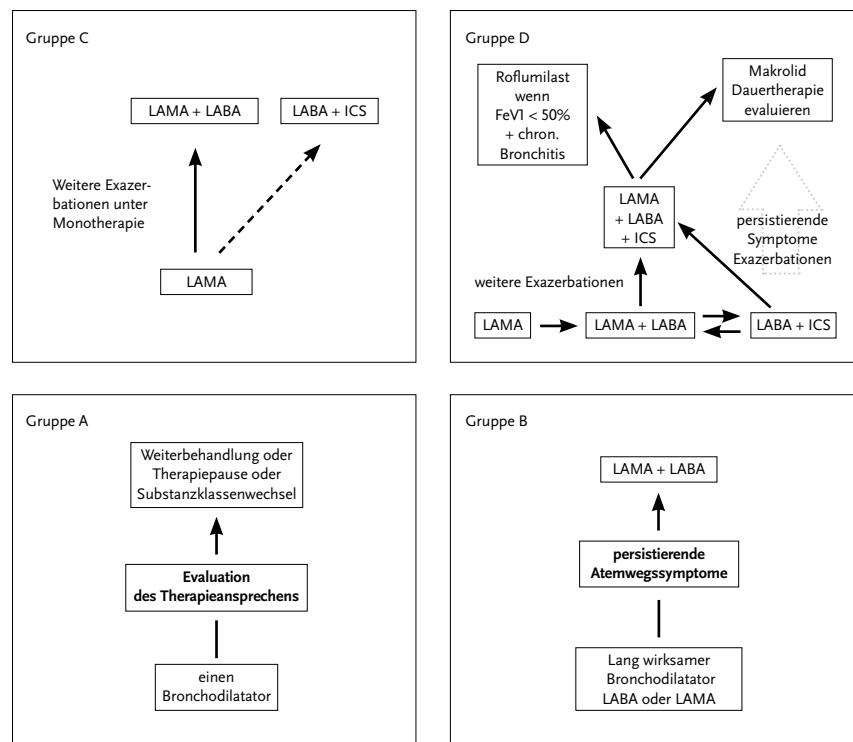 Gruppe C
LAMA + LABA
LABA + ICS
Weitere Exazer-
bationen unter
Monotherapie
LAMA
Gruppe D
Roflumilast
wenn
FeV1 < 50%
+ chron.
Bronchitis
Makrolid
Dauertherapie
evaluieren
LAMA
+ LABA
+ ICS
persistierende
Symptome
Exazerbationen
weitere Exazerbationen
LAMA
LAMA + LABA
LABA + ICS
Gruppe A
Weiterbehandlung oder
Therapiepause oder
Substanzklassenwechsel
Evaluation
des Therapieansprechens
einen
Bronchodilatator
Gruppe B
LAMA + LABA
persistierende
Atemwegssymptome
Lang wirksamer
Bronchodilatator
LABA oder LAMA